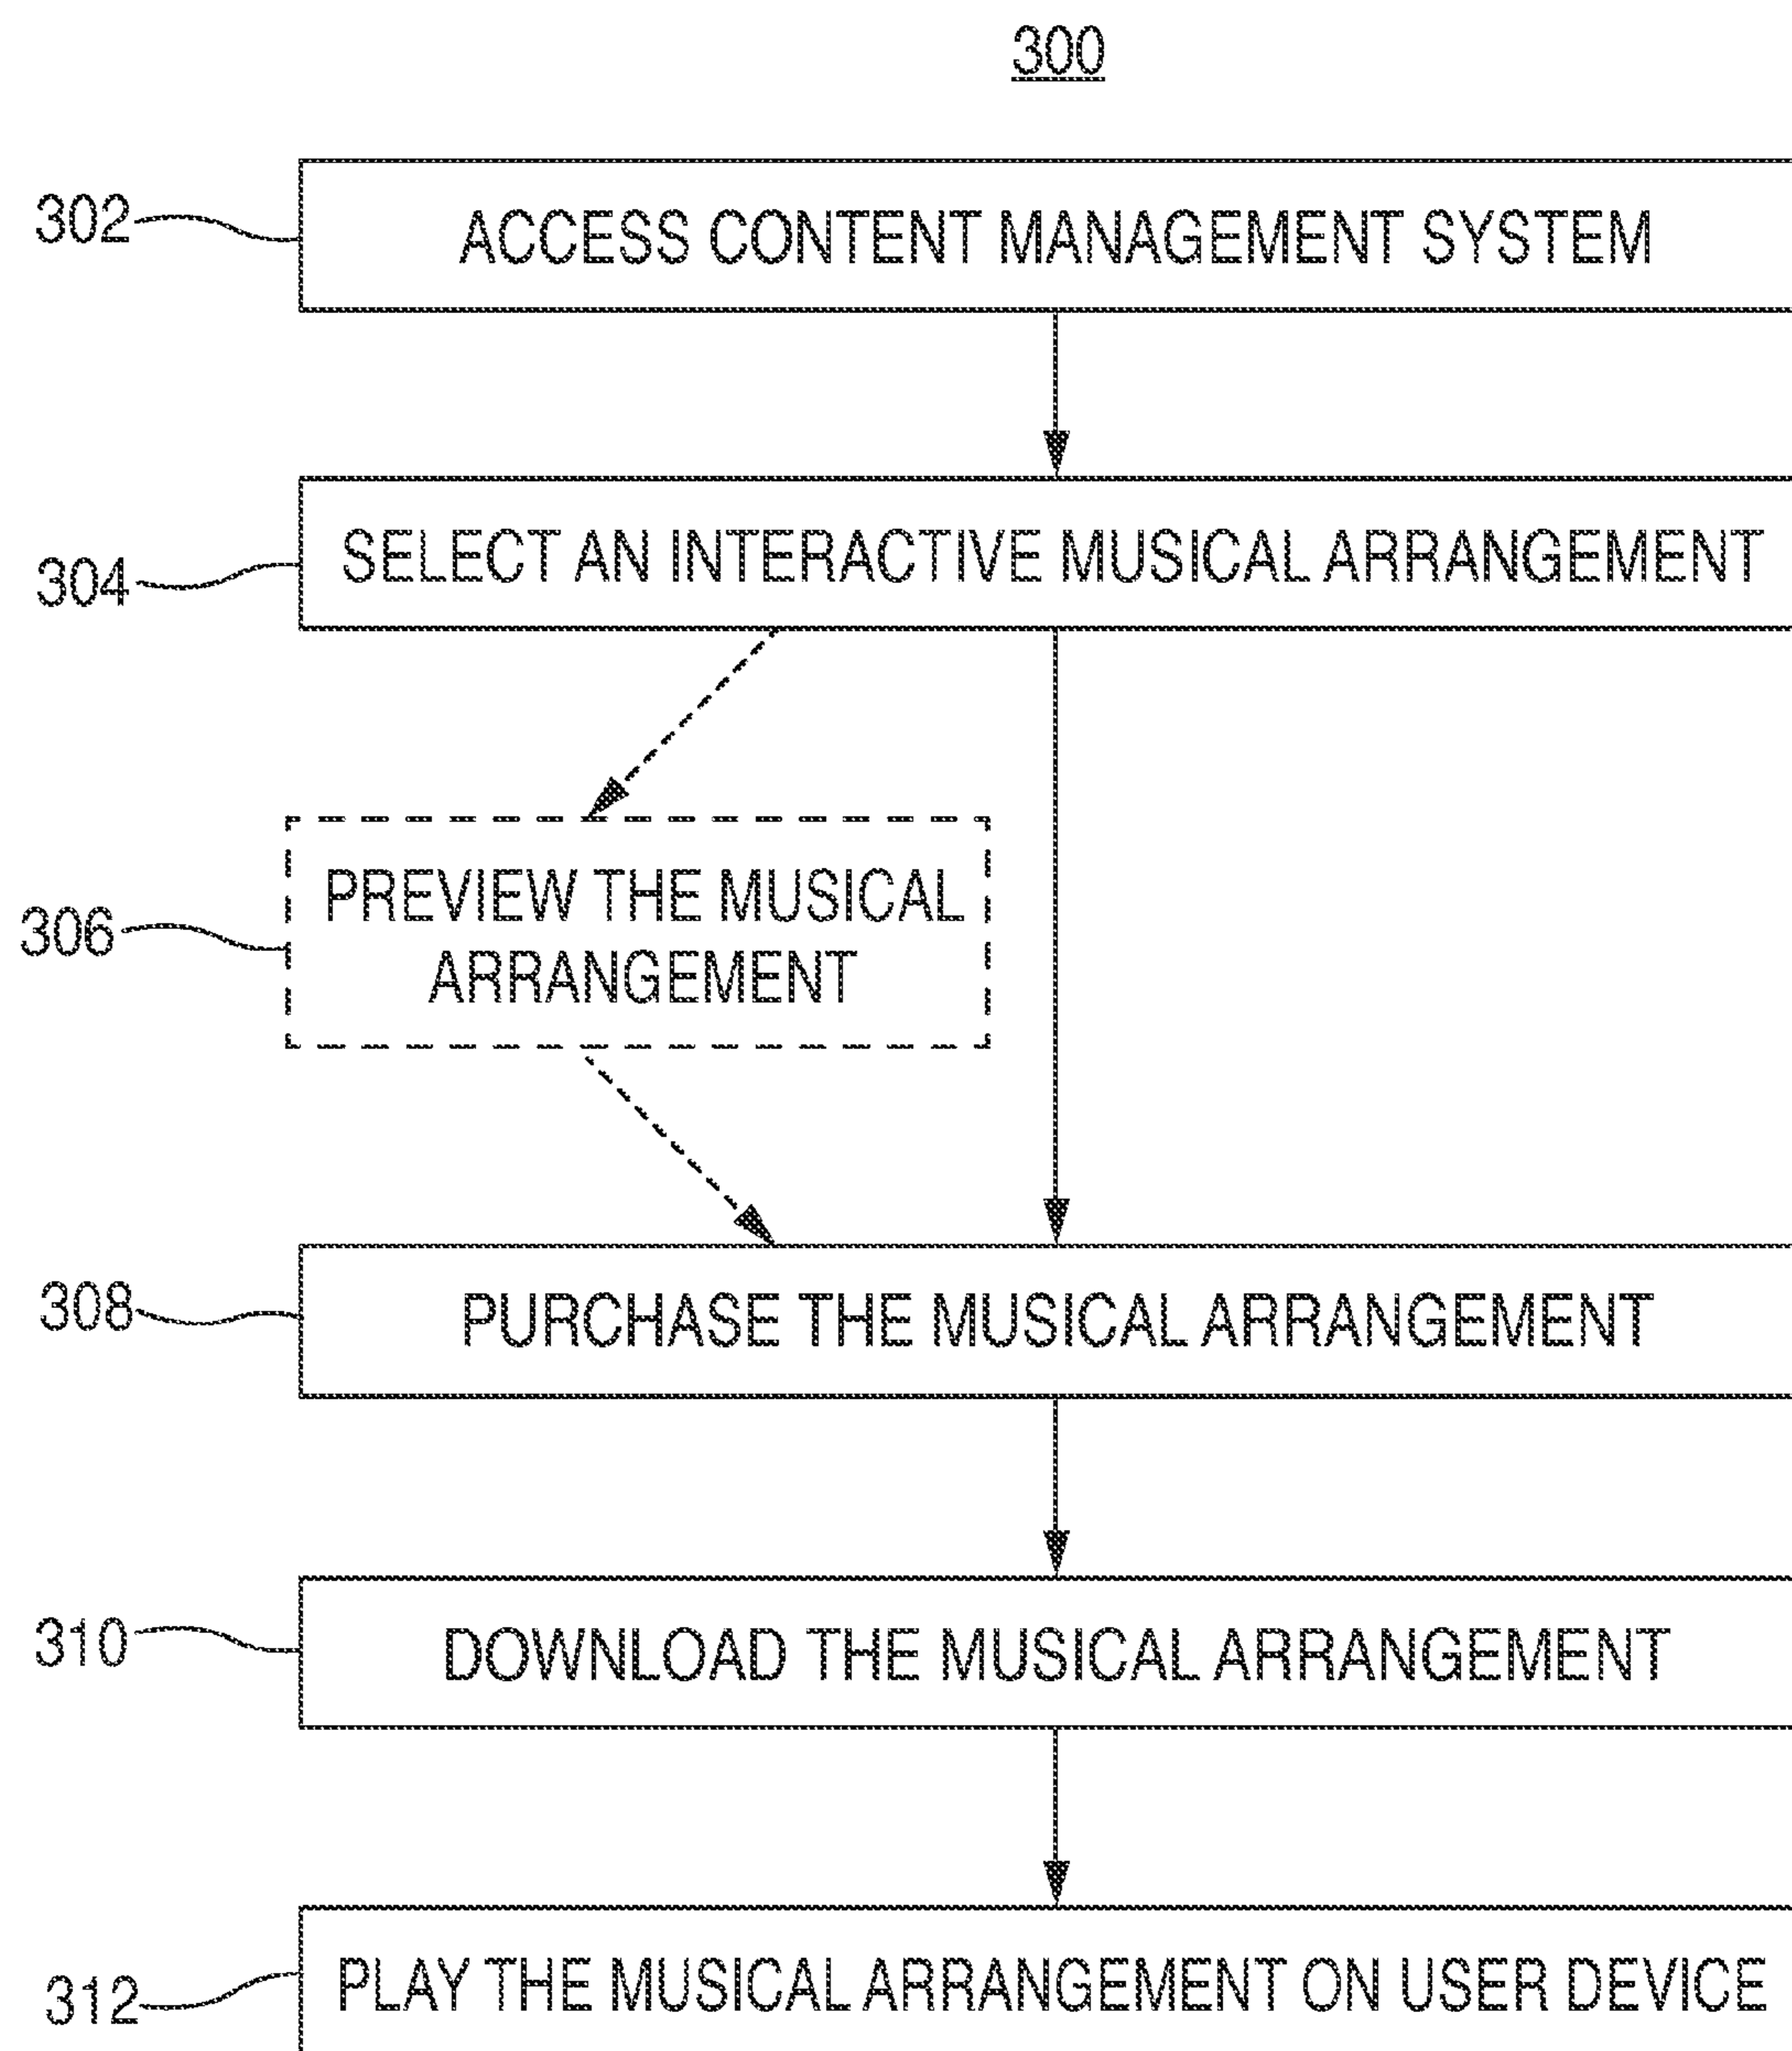 300
302
ACCESS CONTENT MANAGEMENT SYSTEM
304
SELECT AN INTERACTIVE MUSICAL ARRANGEMENT
306
PREVIEW THE MUSICAL
ARRANGEMENT
308
PURCHASE THE MUSICAL ARRANGEMENT
310
DOWNLOAD THE MUSICAL ARRANGEMENT
312
PLAY THE MUSICAL ARRANGEMENT ON USER DEVICE